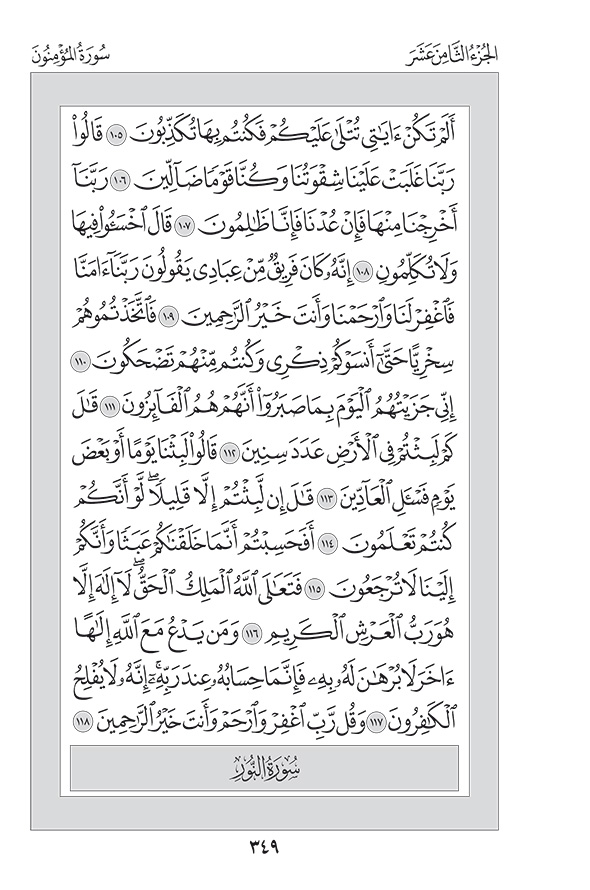 الجُزْءُ الثَّامِنَ عَشَرَ
سُورَةُ المُؤْمِنُونَ
أَلَمْ تَكُنْ ءَايَٰتِي تُتْلَىٰ عَلَيْكُمْ فَكُنتُم بِهَا تُكَذِّبُونَ ١٠٥ قَالُوا۟
رَبَّنَا غَلَبَتْ عَلَيْنَا شِقْوَتُنَا وَكُنَّا قَوْمًا ضَآلِّينَ ١٠٦ رَبَّنَآ
أَخْرِجْنَا مِنْهَا فَإِنْ عُدْنَا فَإِنَّا ظَٰلِمُونَ ١٠٧ قَالَ ٱخْسَـُٔوا۟ فِيهَا
وَلَا تُكَلِّمُونِ ١٠٨ إِنَّهُۥ كَانَ فَرِيقٌ مِّنْ عِبَادِى يَقُولُونَ رَبَّنَآ ءَامَنَّا
فَٱغْفِرْ لَنَا وَٱرْحَمْنَا وَأَنتَ خَيْرُ ٱلرَّٰحِمِينَ ١٠٩ فَٱتَّخَذْتُمُوهُمْ
سِخْرِيًّا حَتَّىٰٓ أَنسَوْكُمْ ذِكْرِى وَكُنتُم مِّنْهُمْ تَضْحَكُونَ ١١٠
إِنِّى جَزَيْتُهُمُ ٱلْيَوْمَ بِمَا صَبَرُوٓا۟ أَنَّهُمْ هُمُ ٱلْفَآئِزُونَ ١١١ قَٰلَ
كَمْ لَبِثْتُمْ فِى ٱلْأَرْضِ عَدَدَ سِنِينَ ١١٢ قَالُوا۟ لَبِثْنَا يَوْمًا أَوْ بَعْضَ
يَوْمٍ فَسْـَٔلِ ٱلْعَآدِّينَ ١١٣ قَٰلَ إِن لَّبِثْتُمْ إِلَّا قَلِيلًا ۖ لَّوْ أَنَّكُمْ
كُنتُمْ تَعْلَمُونَ ١١٤ أَفَحَسِبْتُمْ أَنَّمَا خَلَقْنَٰكُمْ عَبَثًا وَأَنَّكُمْ
إِلَيْنَا لَا تُرْجَعُونَ ١١٥ فَتَعَٰلَى ٱللَّهُ ٱلْمَلِكُ ٱلْحَقُّ ۖ لَآ إِلَٰهَ إِلَّا
هُوَ رَبُّ ٱلْعَرْشِ ٱلْكَرِيمِ ١١٦ وَمَن يَدْعُ مَعَ ٱللَّهِ إِلَٰهًا
ءَاخَرَ لَا بُرْهَٰنَ لَهُۥ بِهِۦ فَإِنَّمَا حِسَابُهُۥ عِندَ رَبِّهِۦٓ ۚ إِنَّهُۥ لَا يُفْلِحُ
ٱلْكَٰفِرُونَ ١١٧ وَقُل رَّبِّ ٱغْفِرْ وَٱرْحَمْ وَأَنتَ خَيْرُ ٱلرَّٰحِمِينَ ١١٨
سُورَةُ النُّورِ
٣٤٩